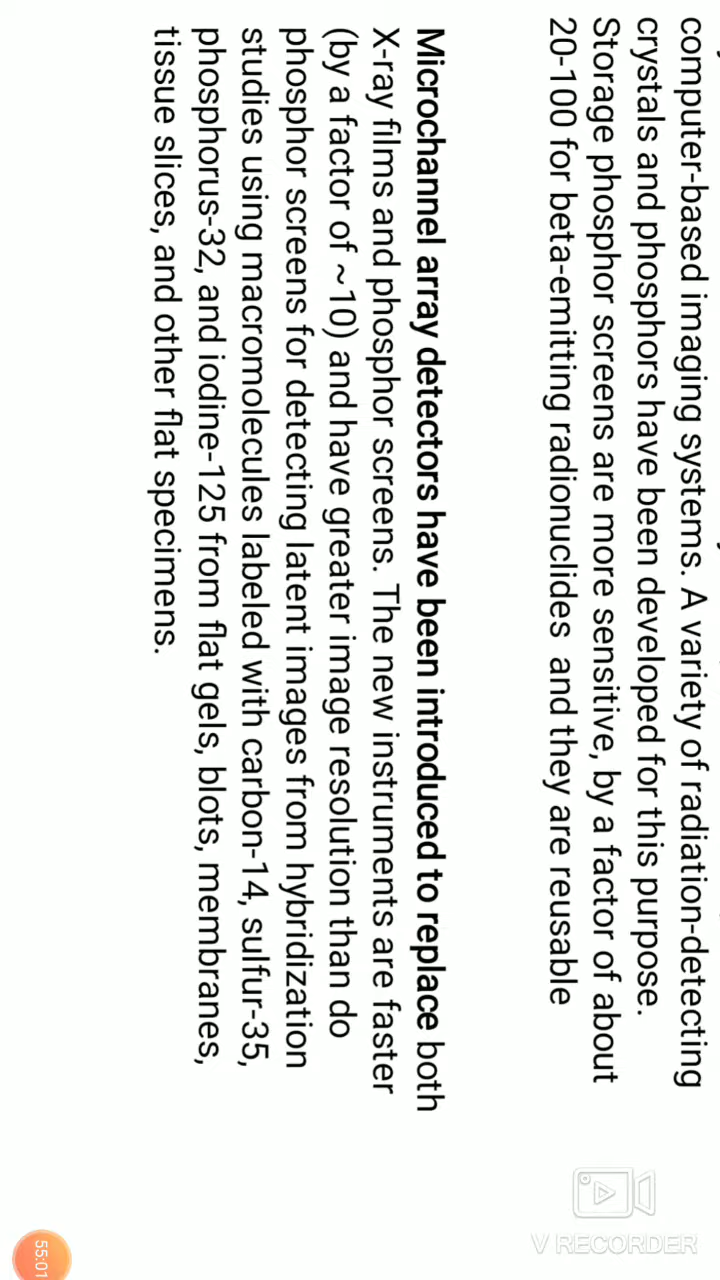 computer-based imaging systems. A variety of radiation-detecting
crystals and phosphors have been developed for this purpose.
Storage phosphor screens are more sensitive, by a factor of about
20-100 for beta-emitting radionuclides and they are reusable
Microchannel array detectors have been introduced to replace both
X-ray films and phosphor screens. The new instruments are faster
(by a factor of ~10) and have greater image resolution than do
phosphor screens for detecting latent images from hybridization
studies using macromolecules labeled with carbon-14, sulfur-35,
phosphorus-32, and iodine-125 from flat gels, blots, membranes,
tissue slices, and other flat specimens.
V RECORDER
55:01